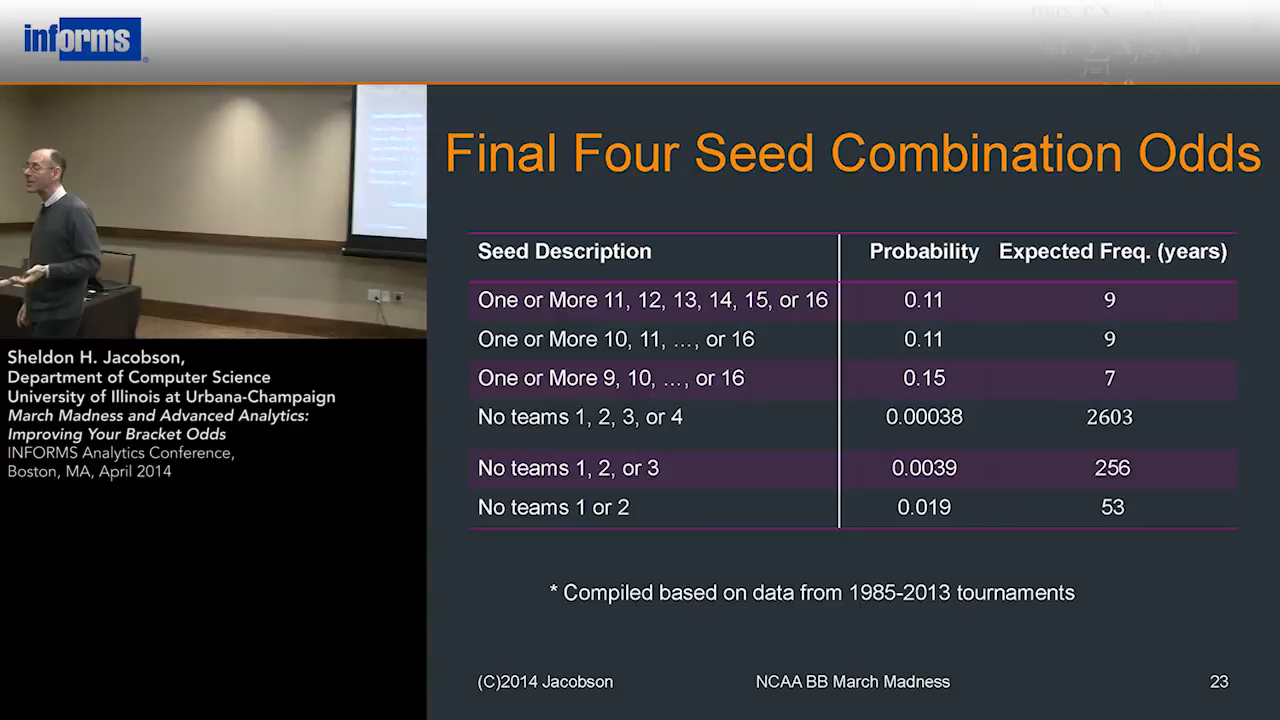 informs
Final Four Seed Combination Odds
Seed Description Probability Expected Freq. (years)
One or More 11, 12, 13, 14, 15, or 16 0.11 9
One or More 10, 11, …, or 16 0.11 9
One or More 9, 10, …, or 16 0.15 7
No teams 1, 2, 3, or 4 0.00038 2603
No teams 1, 2, or 3 0.0039 256
No teams 1 or 2 0.019 53
* Compiled based on data from 1985-2013 tournaments
(C)2014 Jacobson NCAA BB March Madness 23
Sheldon H. Jacobson,
Department of Computer Science
University of Illinois at Urbana-Champaign
March Madness and Advanced Analytics:
Improving Your Bracket Odds
INFORMS Analytics Conference,
Boston, MA, April 2014